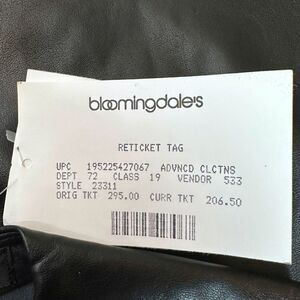 bloomingdale's
RETICKET TAG
UPC 195225427067 ADVNCD CLCTNS
DEPT 72 CLASS 19 VENDOR 533
STYLE 23311
ORIG TKT 295.00 CURR TKT 206.50